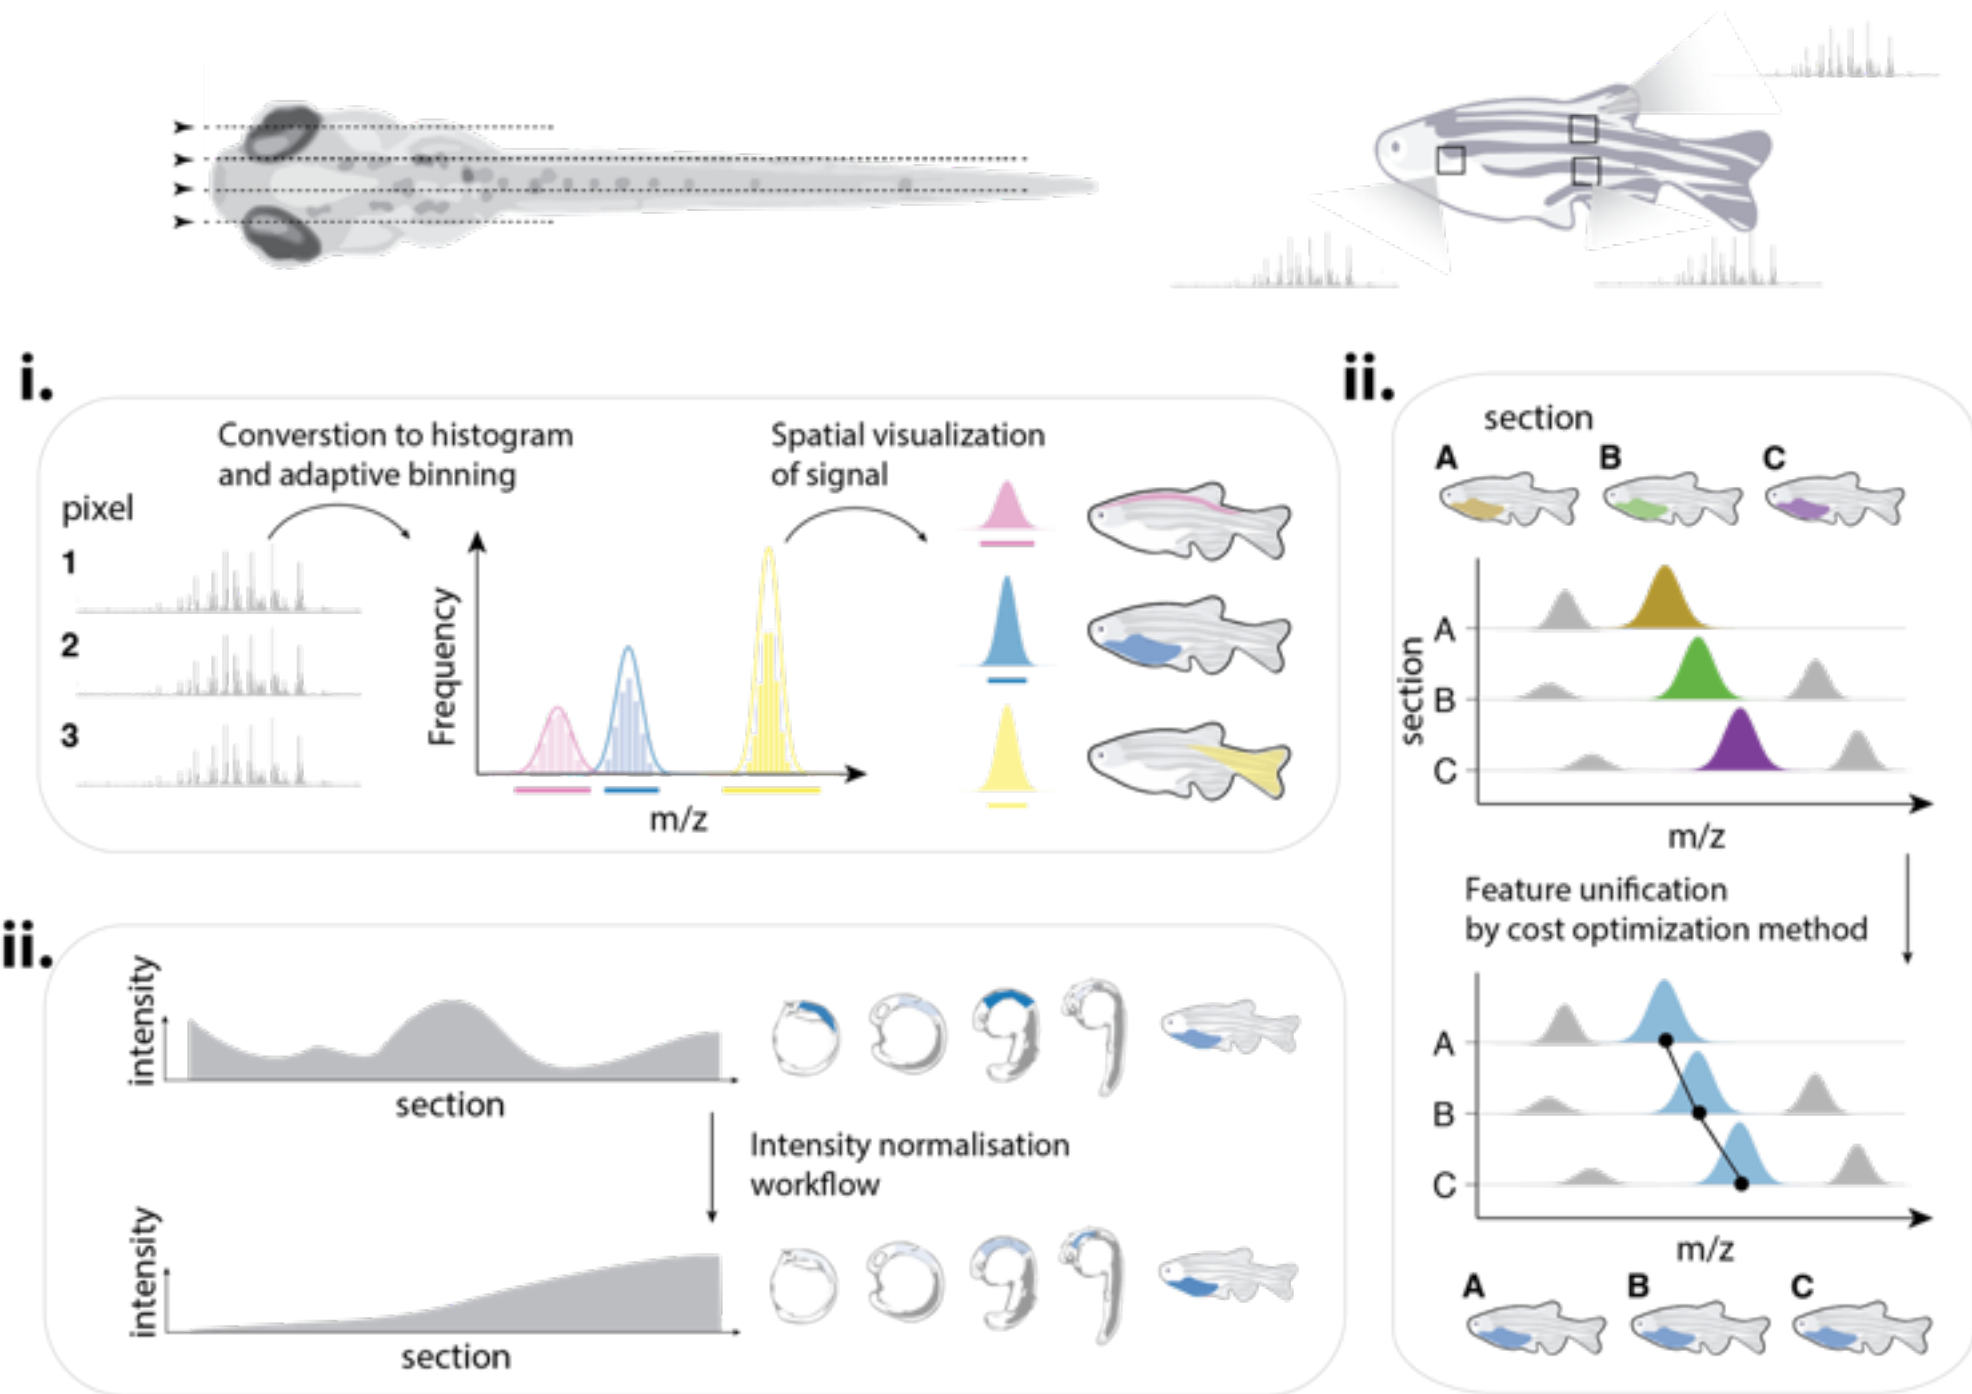 i.
Converstion to histogram
and adaptive binning
Spatial visualization
of signal
pixel
1
2
3
Frequency
m/z
ii.
section
A B C
section
A
B
C
m/z
Feature unification
by cost optimization method
A
B
C
m/z
A B C
ii.
intensity
section
Intensity normalisation
workflow
intensity
section